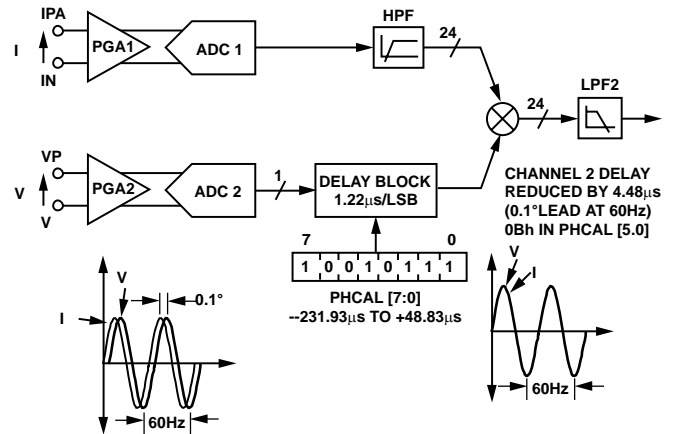 HPF
IPA
I
PGA1
ADC 1
24
IN
LPF2
24
VP
V
PGA2
ADC 2
1
DELAY BLOCK
1.22µs/LSB
V
CHANNEL 2 DELAY
REDUCED BY 4.48µs
(0.1°LEAD AT 60Hz)
0Bh IN PHCAL [5.0]
7 0
1 0 0 1 0 1 1 1
PHCAL [7:0]
--231.93µs TO +48.83µs
V
I
0.1°
60Hz
V
I
60Hz